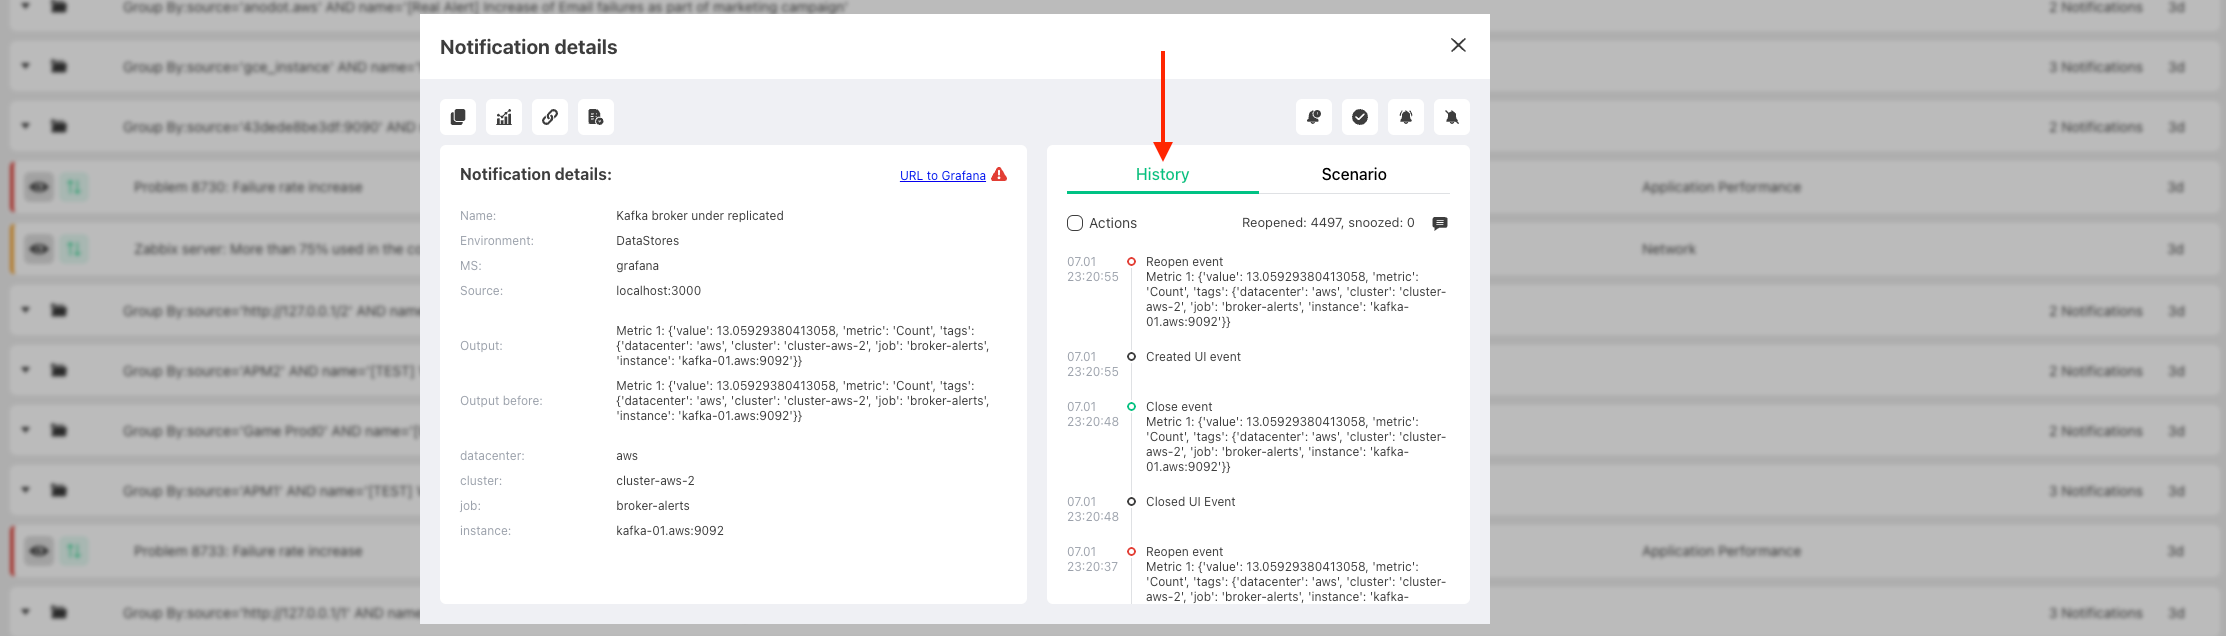 Group By:source='anodot.aws' AND name='[Real Alert] Increase of Email failures as part of marketing campaign'
2 Notifications
3d
Group By:source='gce_instance' AND name='
3 Notifications
3d
Group By:source='43dede8be3df:9090' AND
2 Notifications
3d
Problem 8730: Failure rate increase
Application Performance
3d
Zabbix server: More than 75% used in the co
Network
3d
Group By:source='http://127.0.0.1/2' AND name
2 Notifications
3d
Group By:source='APM2' AND name='[TEST]
2 Notifications
3d
Group By:source='Game Prod0' AND name='[
2 Notifications
3d
Group By:source='APM1' AND name='[TEST]
3 Notifications
3d
Problem 8733: Failure rate increase
Application Performance
3d
Group By:source='http://127.0.0.1/1' AND name
3 Notifications
3d
Notification details
Notification details:
URL to Grafana
Name: Kafka broker under replicated
Environment: DataStores
MS: grafana
Source: localhost:3000
Output:
Metric 1: {'value': 13.05929380413058, 'metric': 'Count', 'tags':
{'datacenter': 'aws', 'cluster': 'cluster-aws-2', 'job': 'broker-alerts',
'instance': 'kafka-01.aws:9092'}}
Output before:
Metric 1: {'value': 13.05929380413058, 'metric': 'Count', 'tags':
{'datacenter': 'aws', 'cluster': 'cluster-aws-2', 'job': 'broker-alerts',
'instance': 'kafka-01.aws:9092'}}
datacenter: aws
cluster: cluster-aws-2
job: broker-alerts
instance: kafka-01.aws:9092
History
Scenario
Actions
Reopened: 4497, snoozed: 0
07.01
23:20:55
Reopen event
Metric 1: {'value': 13.05929380413058, 'metric':
'Count', 'tags': {'datacenter': 'aws', 'cluster': 'cluster-
aws-2', 'job': 'broker-alerts', 'instance': 'kafka-
01.aws:9092'}}
07.01
23:20:55
Created UI event
07.01
23:20:48
Close event
Metric 1: {'value': 13.05929380413058, 'metric':
'Count', 'tags': {'datacenter': 'aws', 'cluster': 'cluster-
aws-2', 'job': 'broker-alerts', 'instance': 'kafka-
01.aws:9092'}}
07.01
23:20:48
Closed UI Event
07.01
23:20:37
Reopen event
Metric 1: {'value': 13.05929380413058, 'metric':
'Count', 'tags': {'datacenter': 'aws', 'cluster': 'cluster-
aws-2', 'job': 'broker-alerts', 'instance': 'kafka-